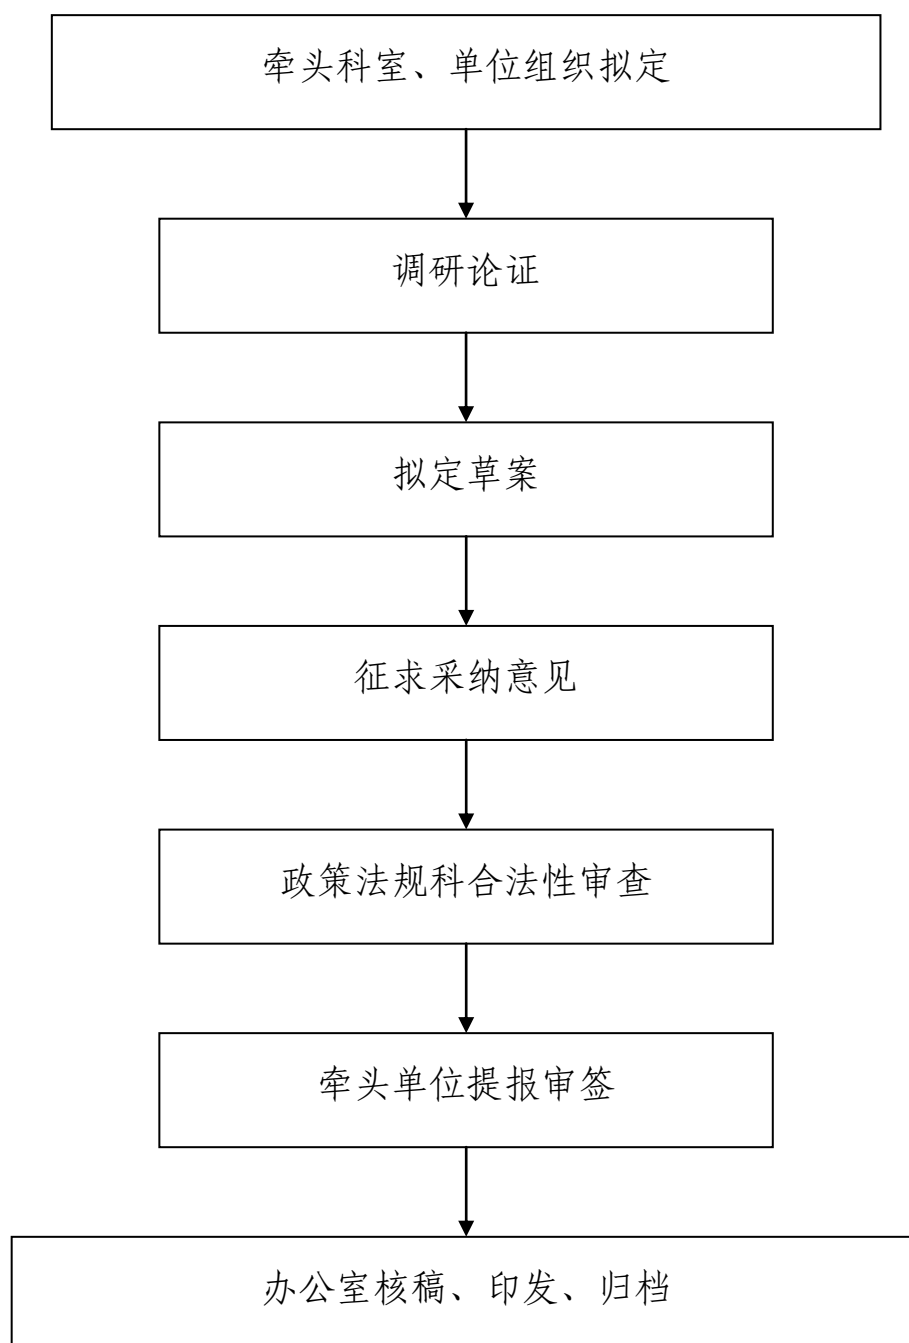 牵头科室、单位组织拟定
调研论证
拟定草案
征求采纳意见
政策法规科合法性审查
牵头单位提报审签
办公室核稿、印发、归档